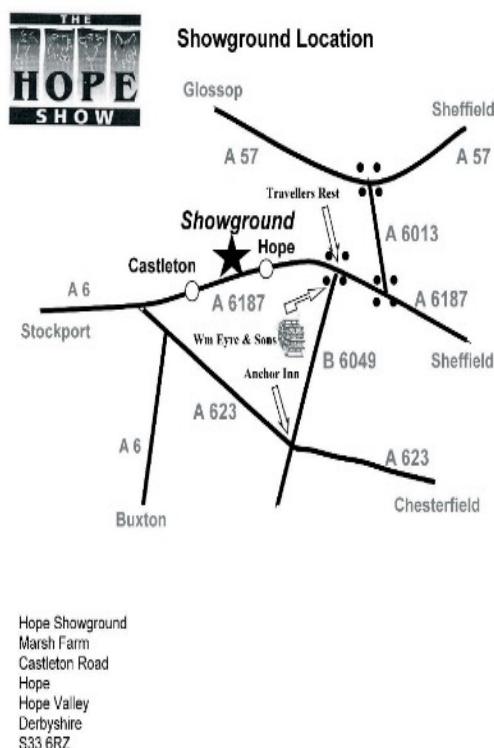 THE
HOPE
SHOW
Showground Location
Glossop
Sheffield
A 57
A 57
Travellers Rest
A 6013
Showground
Hope
Castleton
A 6
A 6187
A 6187
Stockport
Wm Eyre & Sons
B 6049
Sheffield
Anchor Inn
A 623
A 6
A 623
Buxton
Chesterfield
Hope Showground
Marsh Farm
Castleton Road
Hope
Hope Valley
Derbyshire
S33 6RZ